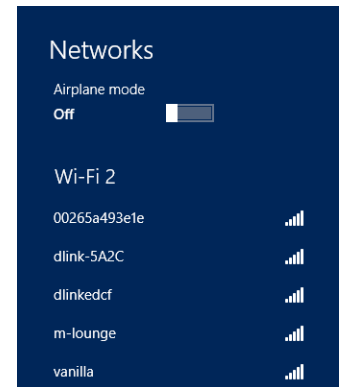 Networks
Airplane mode
Off
Wi-Fi 2
00265a493e1e
dlink-5A2C
dlinkedcf
m-lounge
vanilla